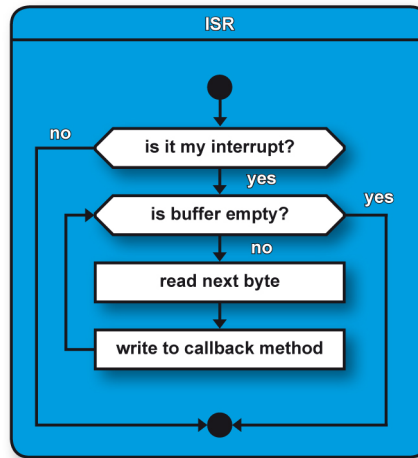 ISR
no
is it my interrupt?
yes
is buffer empty?
yes
no
read next byte
write to callback method